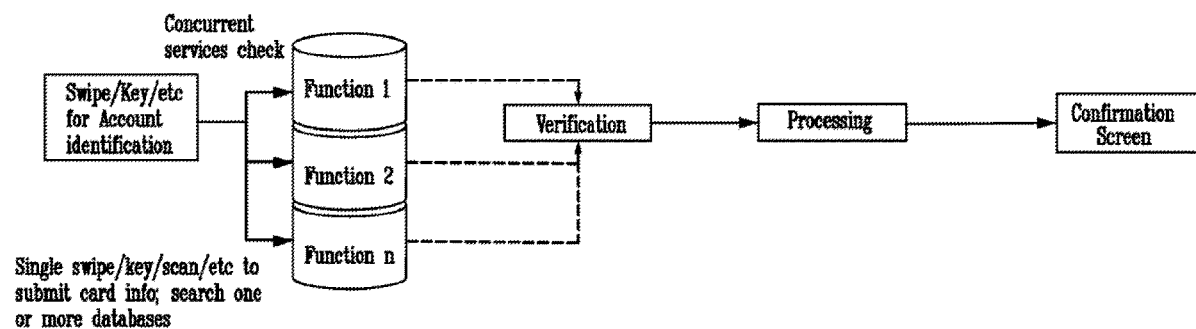 Concurrent
services check
Swipe/Key/etc
for Account
identification
Function 1
Function 2
Function n
Verification
Processing
Confirmation
Screen
Single swipe/key/scan/etc to
submit card info; search one
or more databases